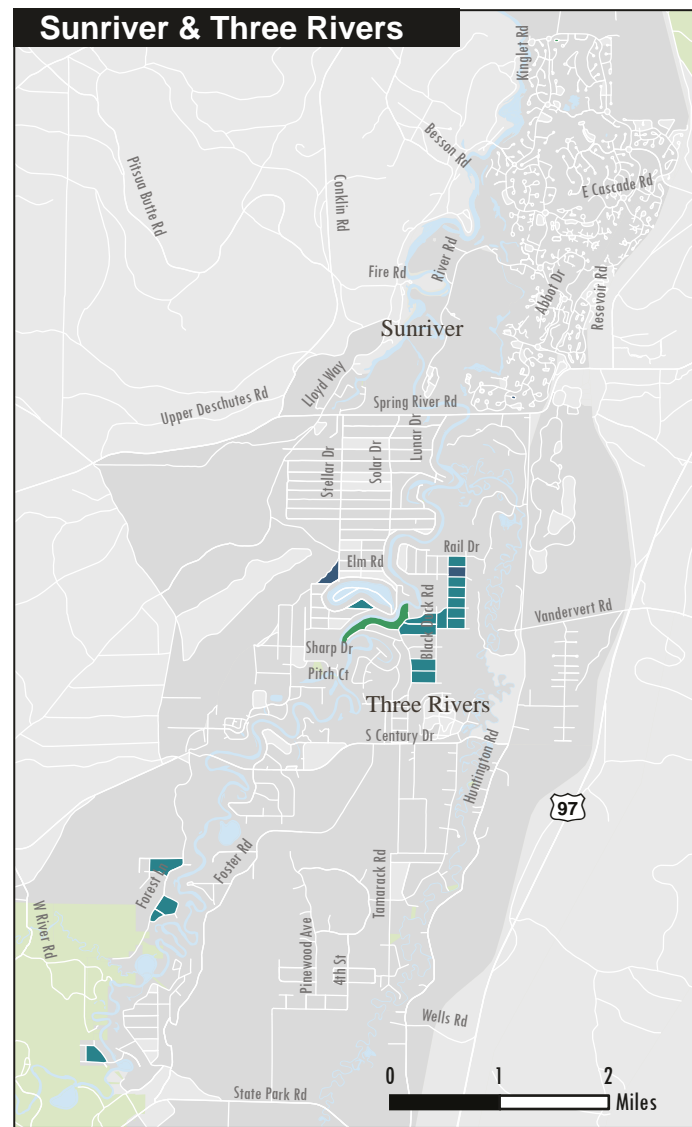 Sunriver & Three Rivers
Kinglet Rd
Besson Rd
Pitsua Butte Rd
Conklin Rd
E Cascade Rd
River Rd
Fire Rd
Abbot Dr
Resevoir Rd
Sunriver
Lloyd Way
Upper Deschutes Rd
Spring River Rd
Lunar Dr
Stellar Dr
Solar Dr
Rail Dr
Elm Rd
Vandervert Rd
Sharp Dr
Pitch Ct
Three Rivers
S Century Dr
Huntington Rd
97
Foster Rd
Tamarack Rd
W River Rd
Pinewood Ave
4th St
Wells Rd
State Park Rd
0 1 2
Miles